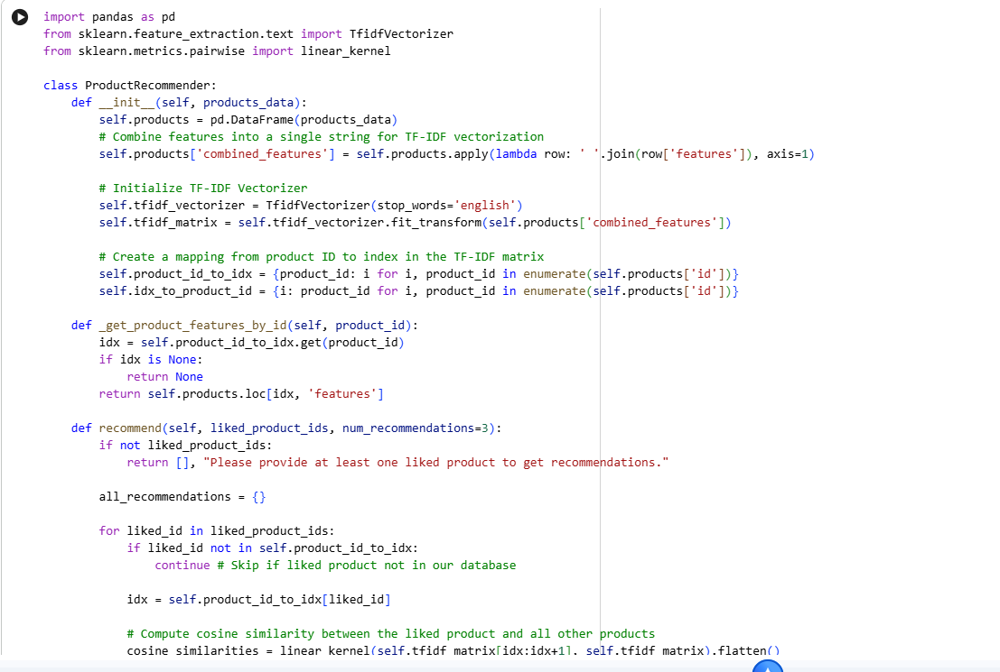 import pandas as pd
from sklearn.feature_extraction.text import TfidfVectorizer
from sklearn.metrics.pairwise import linear_kernel

class ProductRecommender:
    def __init__(self, products_data):
        self.products = pd.DataFrame(products_data)
        # Combine features into a single string for TF-IDF vectorization
        self.products['combined_features'] = self.products.apply(lambda row: ' '.join(row['features']), axis=1)

        # Initialize TF-IDF Vectorizer
        self.tfidf_vectorizer = TfidfVectorizer(stop_words='english')
        self.tfidf_matrix = self.tfidf_vectorizer.fit_transform(self.products['combined_features'])

        # Create a mapping from product ID to index in the TF-IDF matrix
        self.product_id_to_idx = {product_id: i for i, product_id in enumerate(self.products['id'])}
        self.idx_to_product_id = {i: product_id for i, product_id in enumerate(self.products['id'])}

    def _get_product_features_by_id(self, product_id):
        idx = self.product_id_to_idx.get(product_id)
        if idx is None:
            return None
        return self.products.loc[idx, 'features']

    def recommend(self, liked_product_ids, num_recommendations=3):
        if not liked_product_ids:
            return [], "Please provide at least one liked product to get recommendations."

        all_recommendations = {}

        for liked_id in liked_product_ids:
            if liked_id not in self.product_id_to_idx:
                continue # Skip if liked product not in our database

            idx = self.product_id_to_idx[liked_id]

            # Compute cosine similarity between the liked product and all other products
            cosine_similarities = linear_kernel(self.tfidf_matrix[idx:idx+1], self.tfidf_matrix).flatten()